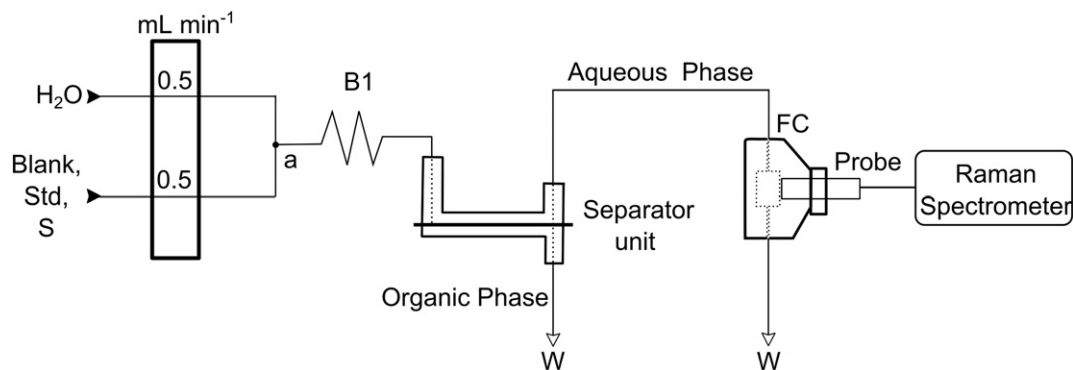 mL min⁻¹
H₂O
0.5
B1
Aqueous Phase
FC
Blank,
Std,
S
0.5
a
Probe
Raman
Spectrometer
Separator
unit
Organic Phase
W
W